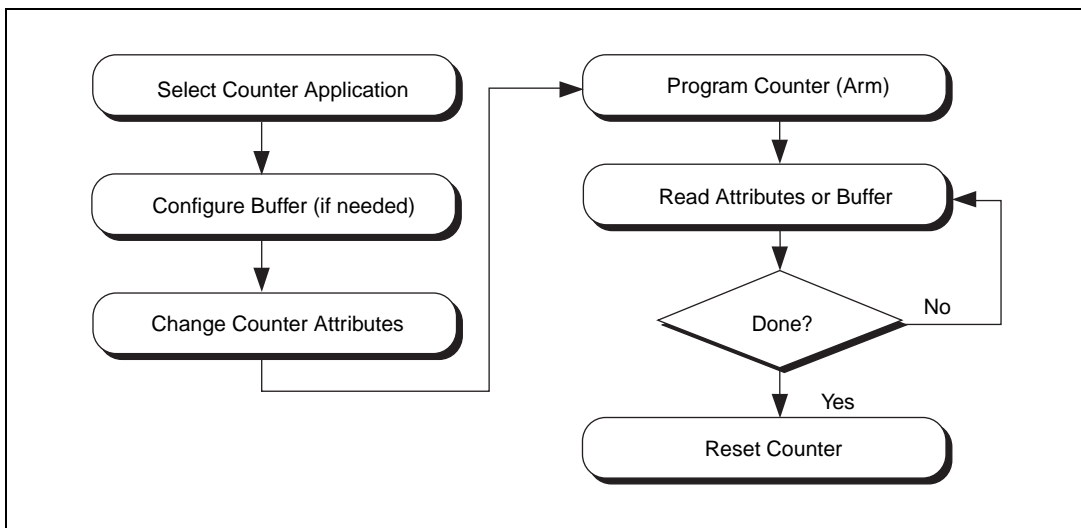 Select Counter Application
Configure Buffer (if needed)
Change Counter Attributes
Program Counter (Arm)
Read Attributes or Buffer
Done?
No
Yes
Reset Counter